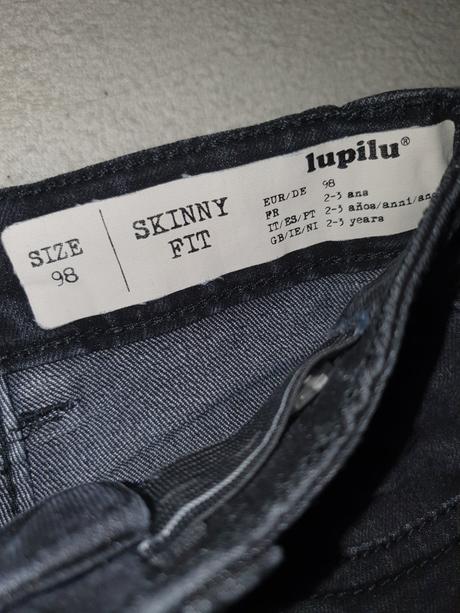 lupilu®
SIZE
98
SKINNY
FIT
EUR/DE 98
FR 2-3 ans
IT/ES/PT 2-3 años/anni/
GB/IE/NI 2-3 years